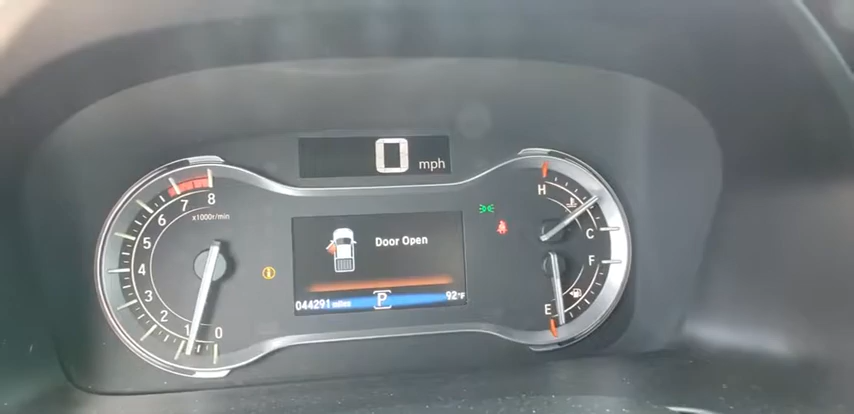 0 mph
8
7
6
5
4
3
2
1
0
x1000r/min
Door Open
044291 miles
P
92°F
H
C
F
E